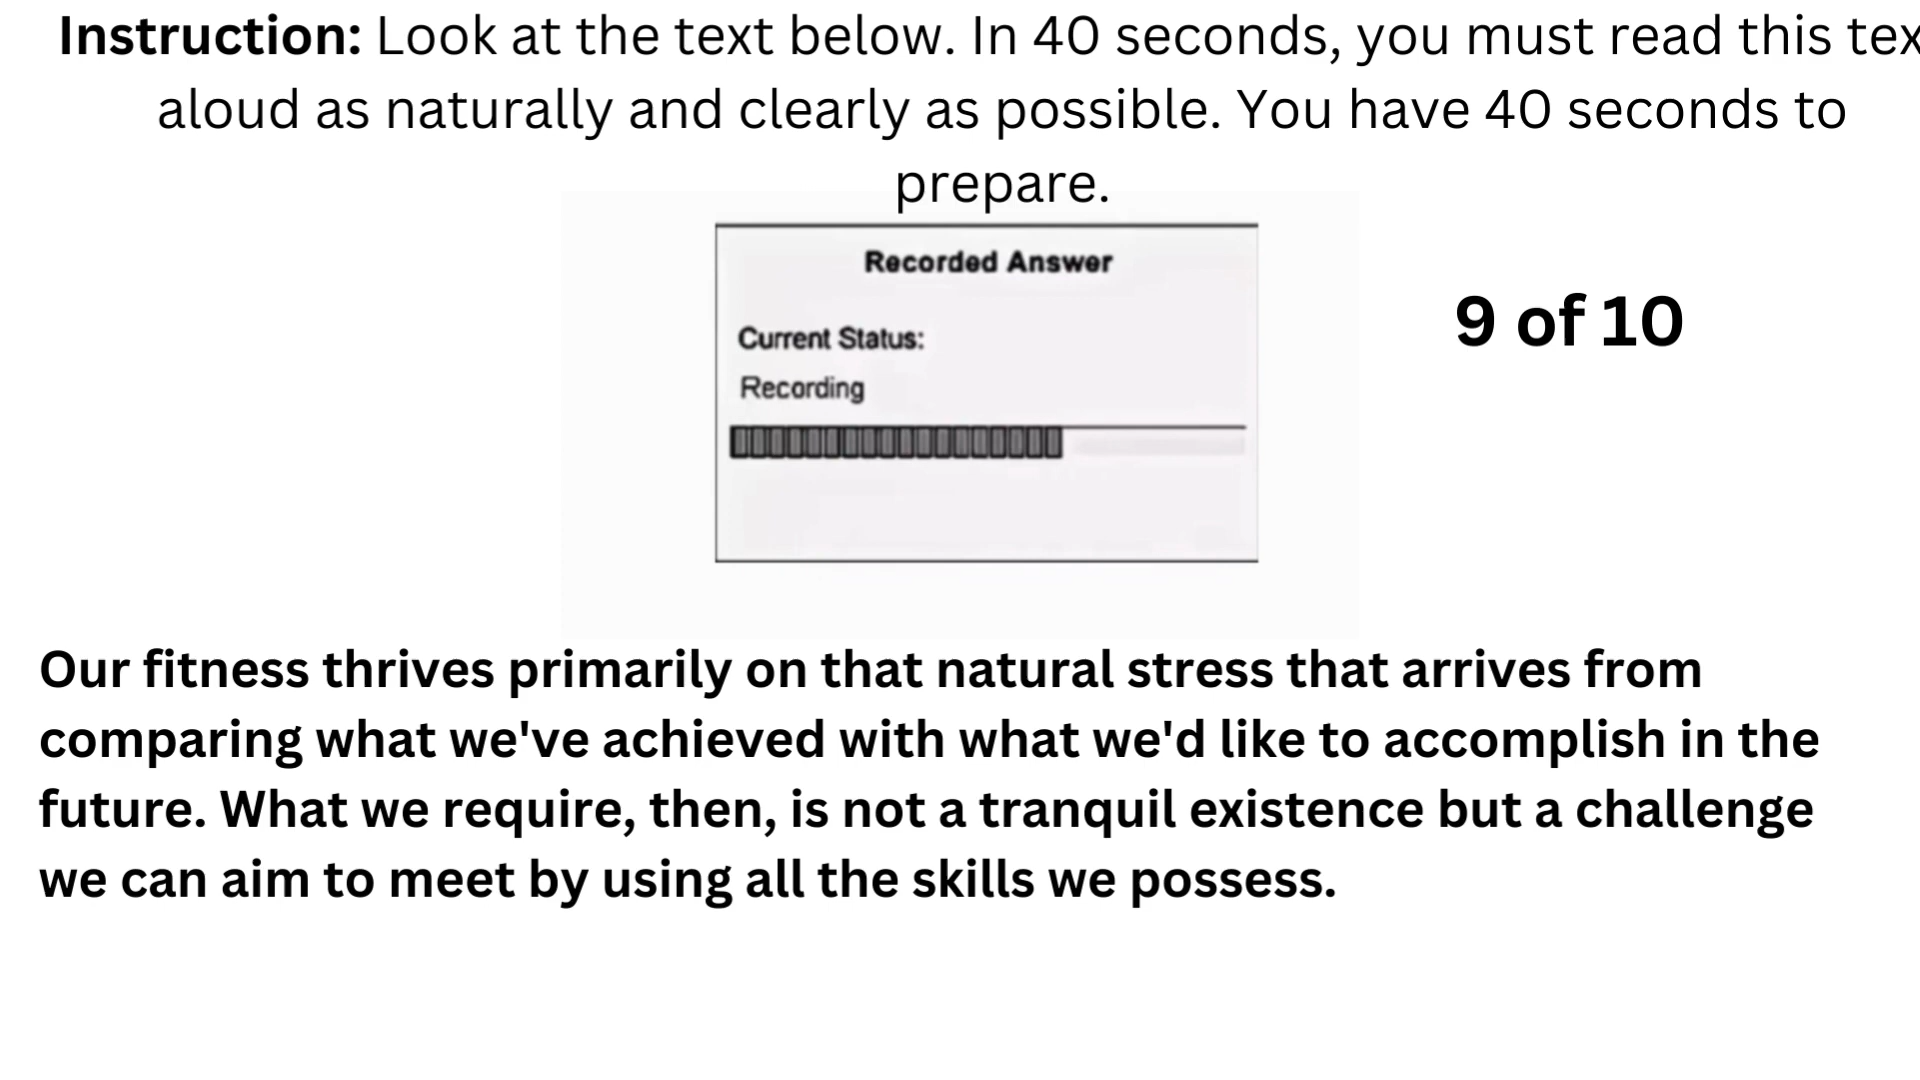 Instruction: Look at the text below. In 40 seconds, you must read this tex
aloud as naturally and clearly as possible. You have 40 seconds to
prepare.
Recorded Answer
Current Status:
Recording
9 of 10
Our fitness thrives primarily on that natural stress that arrives from
comparing what we've achieved with what we'd like to accomplish in the
future. What we require, then, is not a tranquil existence but a challenge
we can aim to meet by using all the skills we possess.